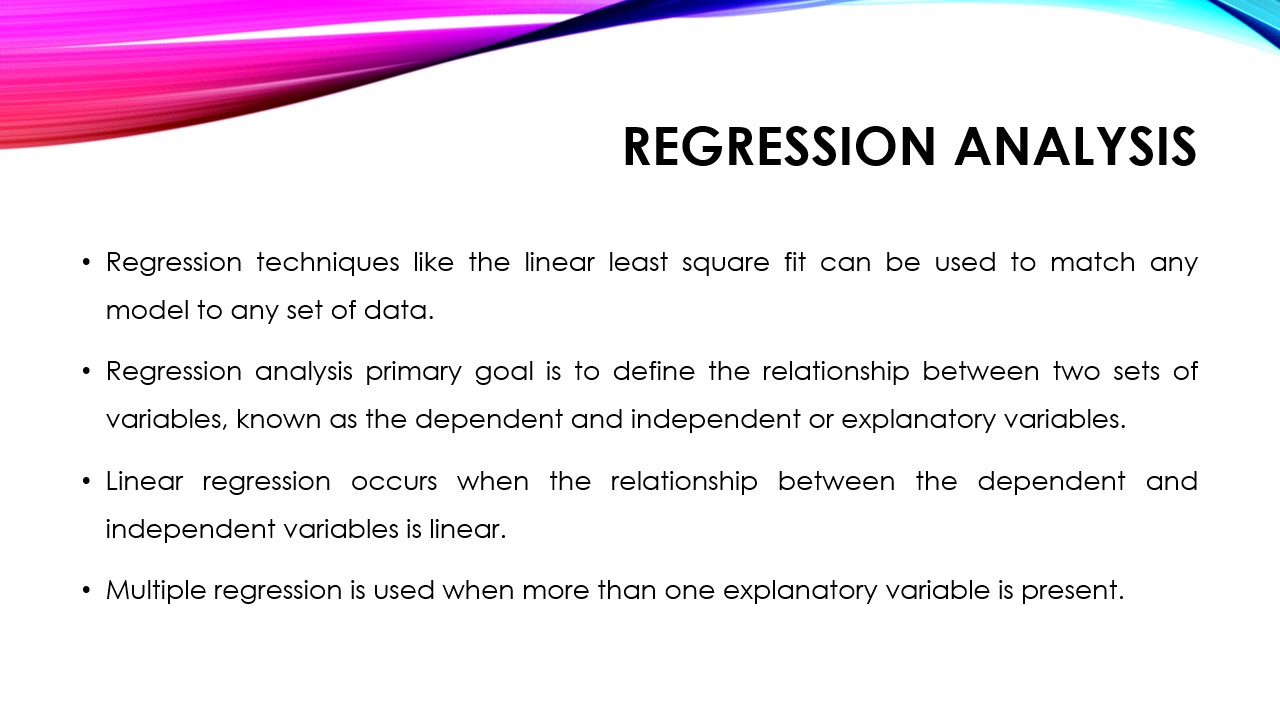 REGRESSION ANALYSIS
• Regression techniques like the linear least square fit can be used to match any
model to any set of data.
• Regression analysis primary goal is to define the relationship between two sets of
variables, known as the dependent and independent or explanatory variables.
• Linear regression occurs when the relationship between the dependent and
independent variables is linear.
• Multiple regression is used when more than one explanatory variable is present.